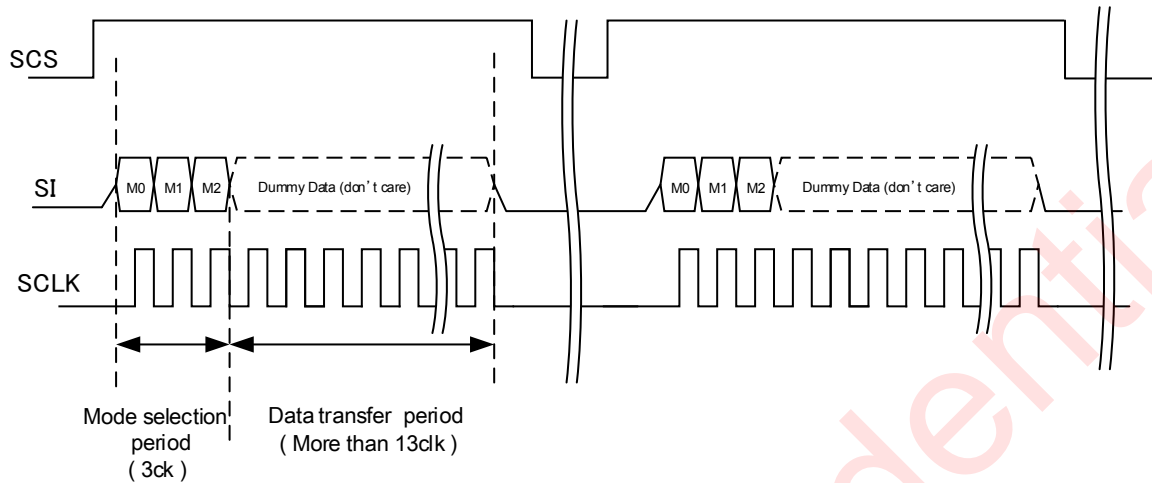 SCS
SI
M0 M1 M2 Dummy Data (don't care)
M0 M1 M2 Dummy Data (don't care)
SCLK
Mode selection
period
( 3ck )
Data transfer period
( More than 13clk )
dentia